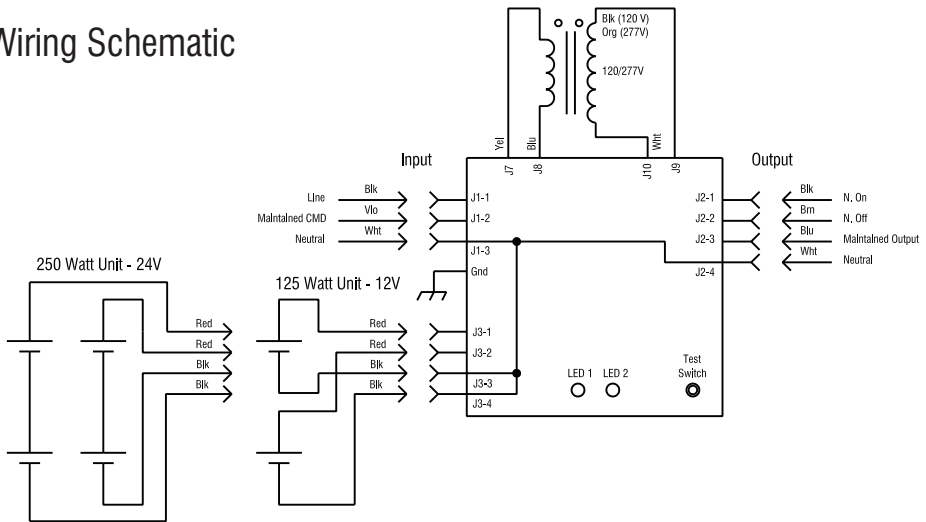 Wiring Schematic
Blk (120 V)
Org (277V)
120/277V
Yel
Blu
Wht
J7
J8
J10
J9
Input
Output
Line
Blk
J1-1
Maintained CMD
Vlo
J1-2
Neutral
Wht
J1-3
Gnd
J2-1
Blk
N. On
J2-2
Brn
N. Off
J2-3
Blu
Maintained Output
J2-4
Wht
Neutral
250 Watt Unit - 24V
Red
Red
Blk
Blk
125 Watt Unit - 12V
Red
Red
Blk
Blk
J3-1
J3-2
J3-3
J3-4
LED 1
LED 2
Test
Switch